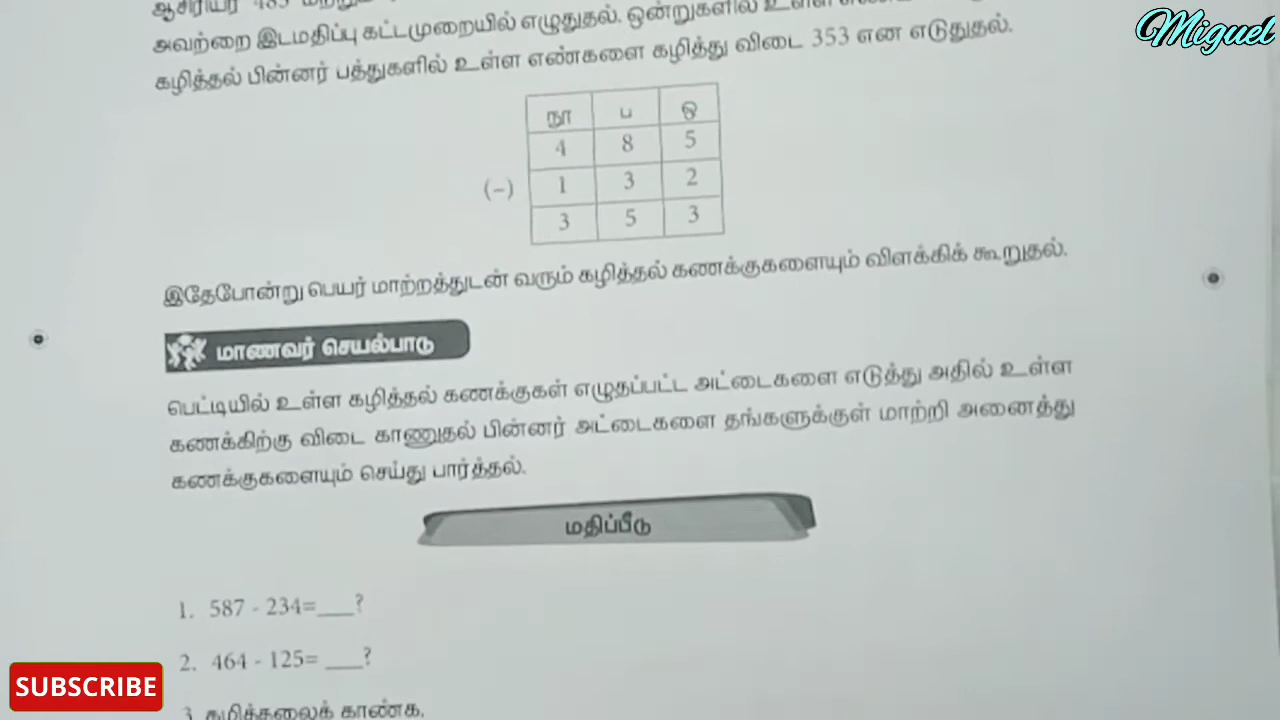 Miguel
அவற்றை இடமதிப்பு கட்டமுறையில் எழுதுதல். ஒன்றுகளில் உள்ள
கழித்தல் பின்னர் பத்துகளில் உள்ள எண்களை கழித்து விடை 353 என எடுதுதல்.
நூ ப ஒ
4 8 5
(–) 1 3 2
3 5 3
இதேபோன்று பெயர் மாற்றத்துடன் வரும் கழித்தல் கணக்குகளையும் விளக்கிக் கூறுதல்.
மாணவர் செயல்பாடு
பெட்டியில் உள்ள கழித்தல் கணக்குகள் எழுதப்பட்ட அட்டைகளை எடுத்து அதில் உள்ள
கணக்கிற்கு விடை காணுதல் பின்னர் அட்டைகளை தங்களுக்குள் மாற்றி அனைத்து
கணக்குகளையும் செய்து பார்த்தல்.
மதிப்பீடு
1. 587 - 234=___?
2. 464 - 125= ___?
3. கழித்தலைக் காண்க.
SUBSCRIBE